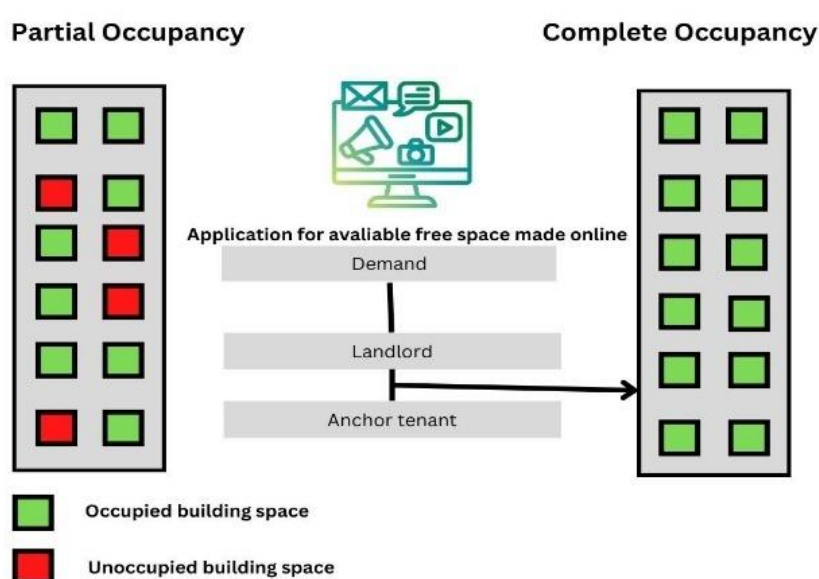 Partial Occupancy
Complete Occupancy
Application for avaliable free space made online
Demand
Landlord
Anchor tenant
Occupied building space
Unoccupied building space